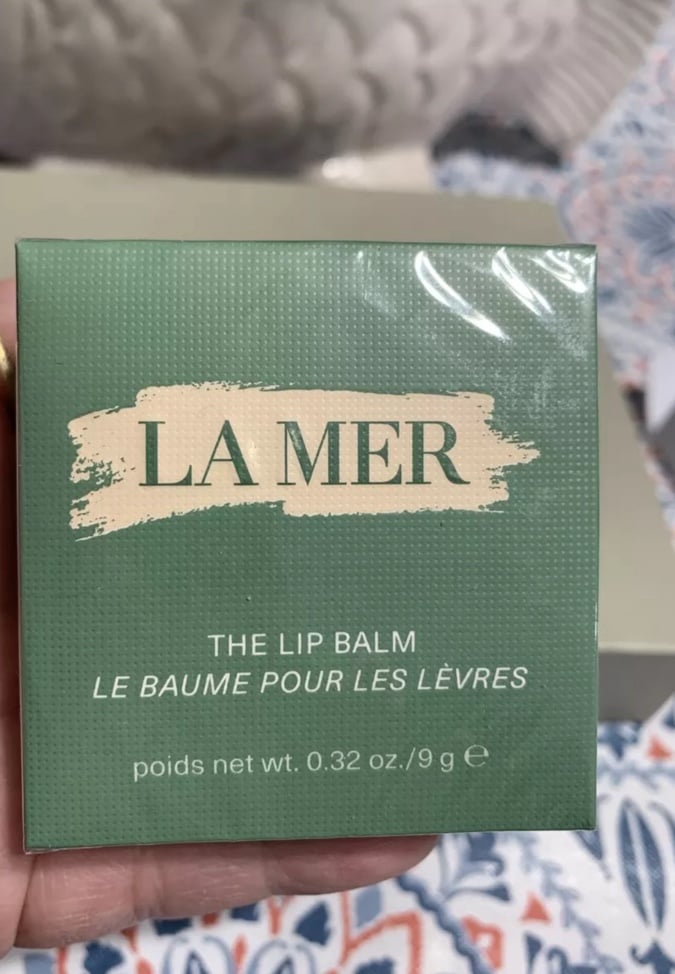 LA MER
THE LIP BALM
LE BAUME POUR LES LÈVRES
poids net wt. 0.32 oz./9 g ℮